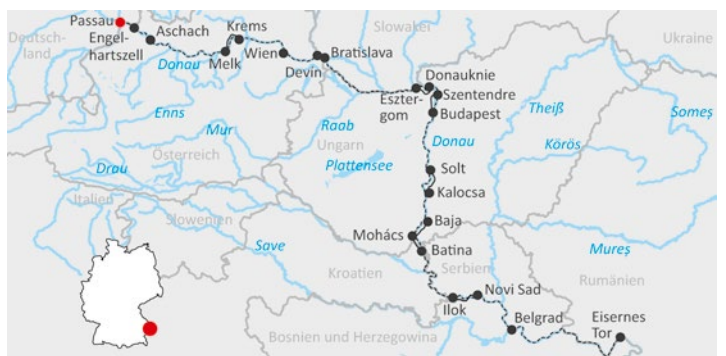 Passau
Engel-
hartszell
Aschach
Krems
Slowakei
Ukraine
Deutsch-
land
Donau
Melk
Wien
Devin
Bratislava
Donauknie
Eszter-
gom
Szentendre
Budapest
Theiß
Someș
Enns
Mur
Raab
Ungarn
Donau
Körös
Drau
Österreich
Plattensee
Solt
Kalocsa
Italien
Slowenien
Save
Mohács
Baja
Batina
Mureș
Kroatien
Serbien
Rumänien
Ilok
Novi Sad
Belgrad
Eisernes
Tor
Bosnien und Herzegowina